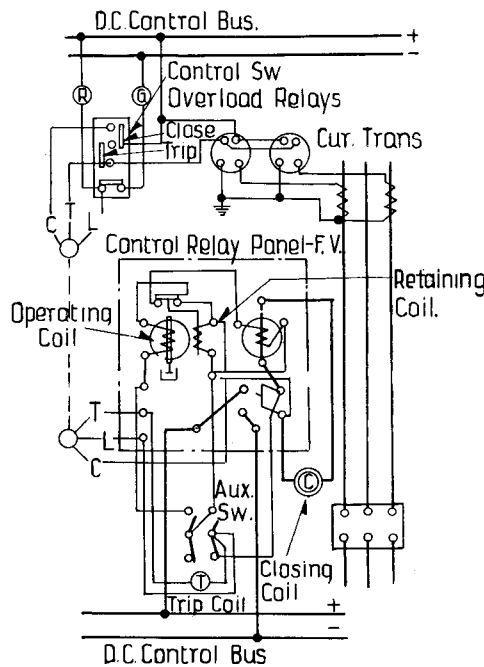 D.C. Control Bus.
+
-
Control Sw
Overload Relays
R
G
Close
Trip
Cur. Trans
C T L
Control Relay Panel-F.V.
Retaining
Coil.
Operating
Coil
T
L
C
Aux.
Sw.
C
Closing
Coil
T
Trip Coil
+
-
D.C. Control Bus